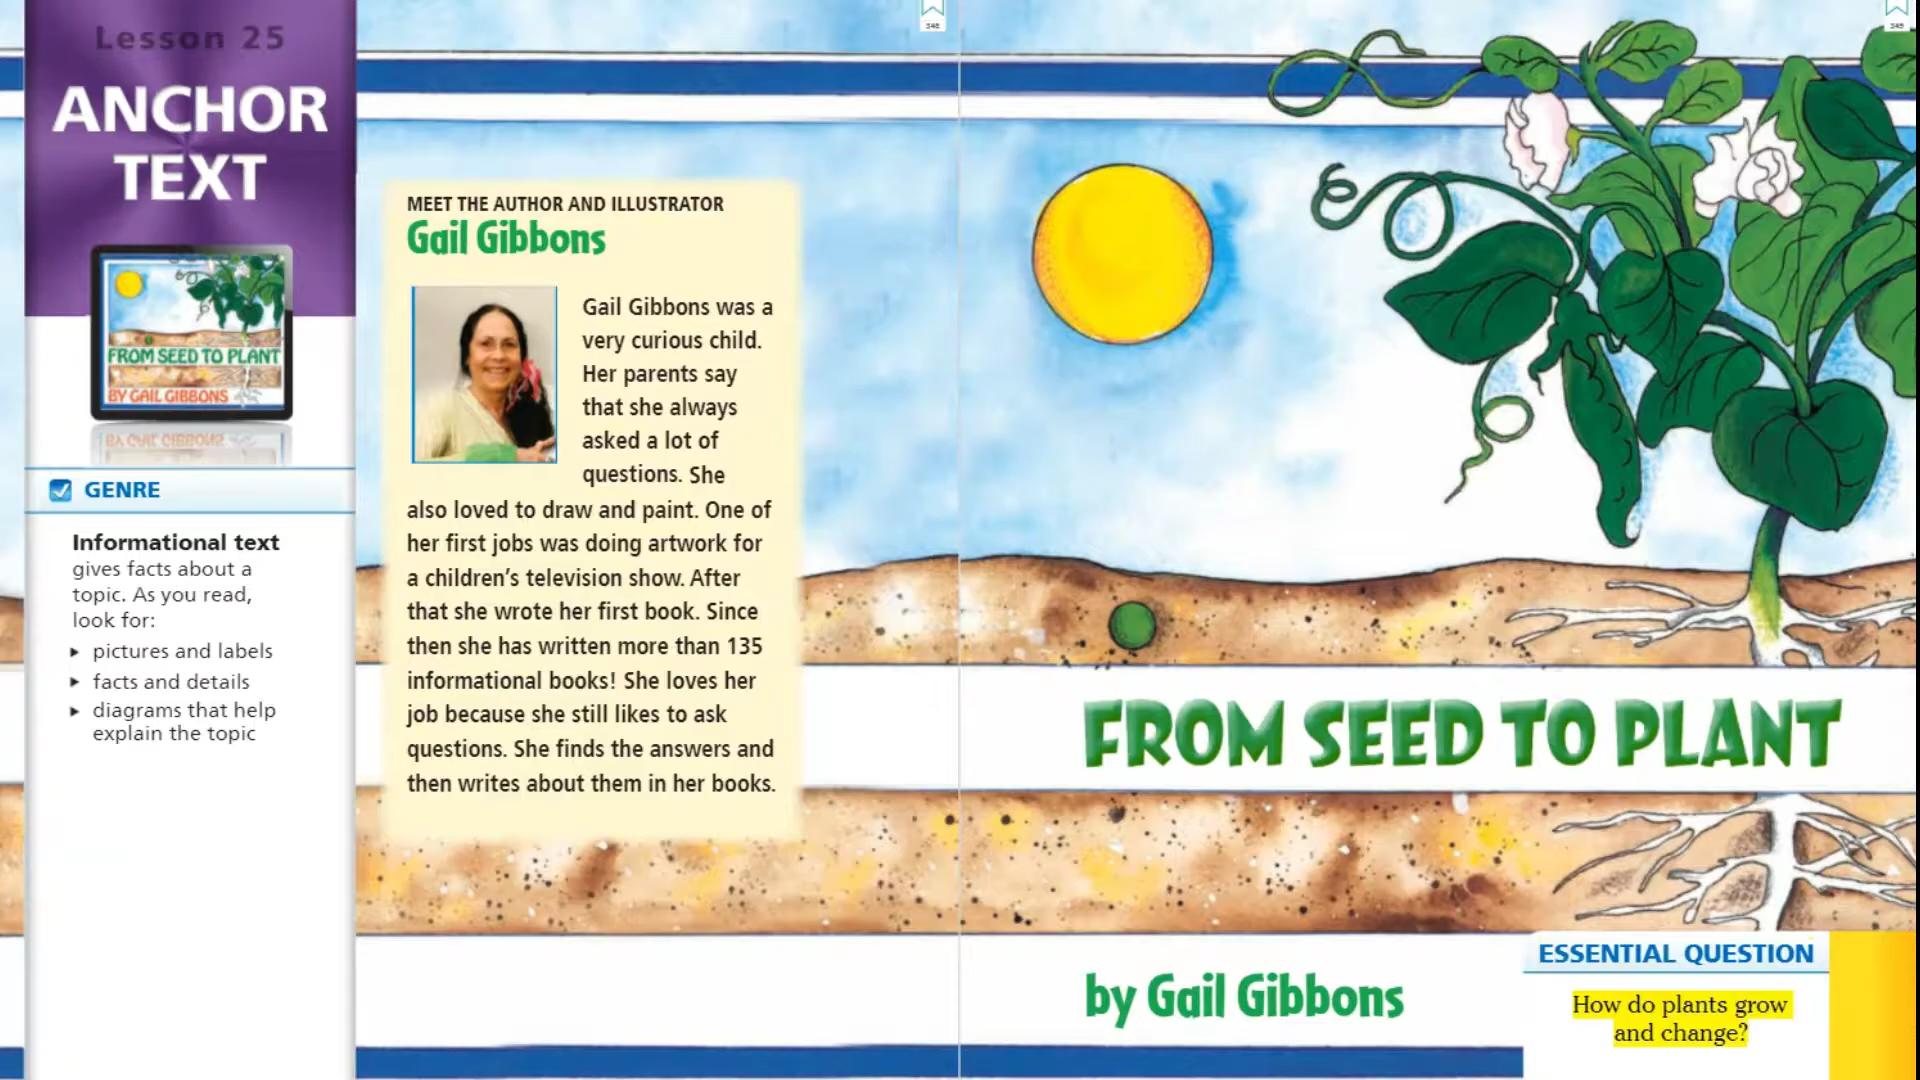 Lesson 25
ANCHOR
TEXT
FROM SEED TO PLANT
BY GAIL GIBBONS
GENRE
Informational text
gives facts about a
topic. As you read,
look for:
pictures and labels
facts and details
diagrams that help
explain the topic
MEET THE AUTHOR AND ILLUSTRATOR
Gail Gibbons
Gail Gibbons was a
very curious child.
Her parents say
that she always
asked a lot of
questions. She
also loved to draw and paint. One of
her first jobs was doing artwork for
a children’s television show. After
that she wrote her first book. Since
then she has written more than 135
informational books! She loves her
job because she still likes to ask
questions. She finds the answers and
then writes about them in her books.
348
349
FROM SEED TO PLANT
by Gail Gibbons
ESSENTIAL QUESTION
How do plants grow
and change?